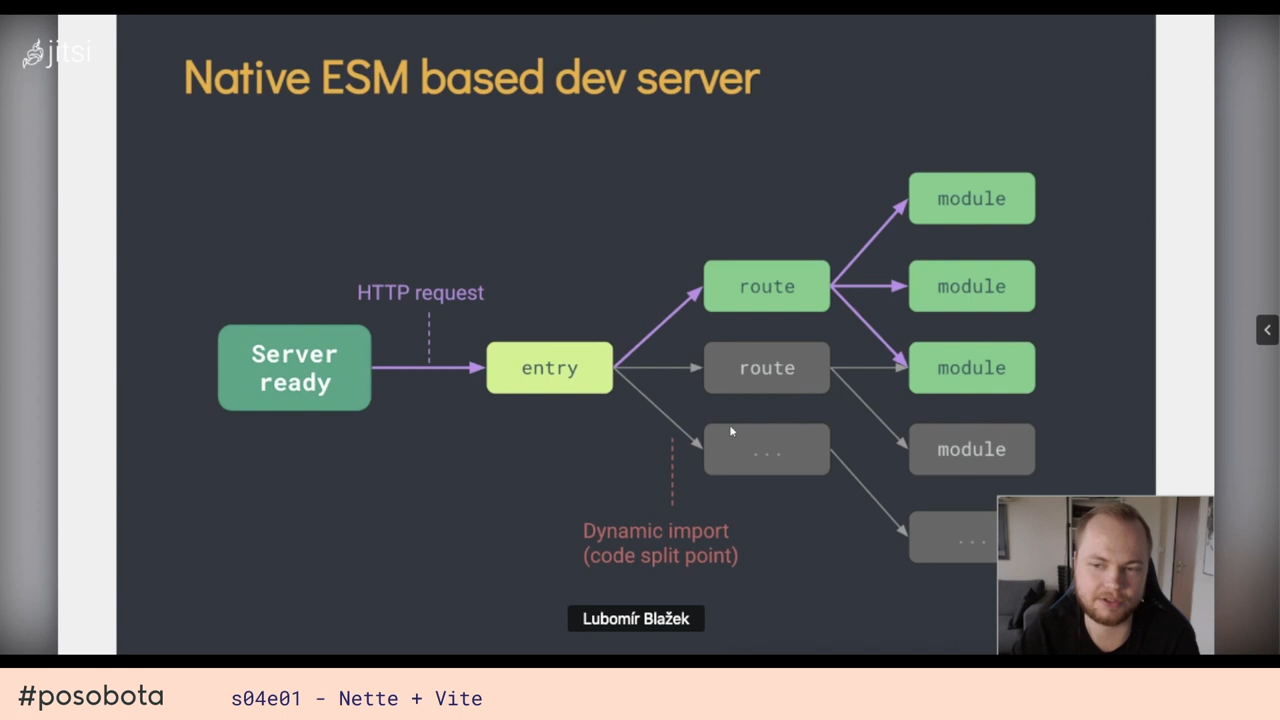 jitsi
Native ESM based dev server
module
HTTP request
route
module
Server
ready
entry
route
module
...
module
Dynamic import
(code split point)
...
Lubomír Blažek
#posobota
s04e01 - Nette + Vite